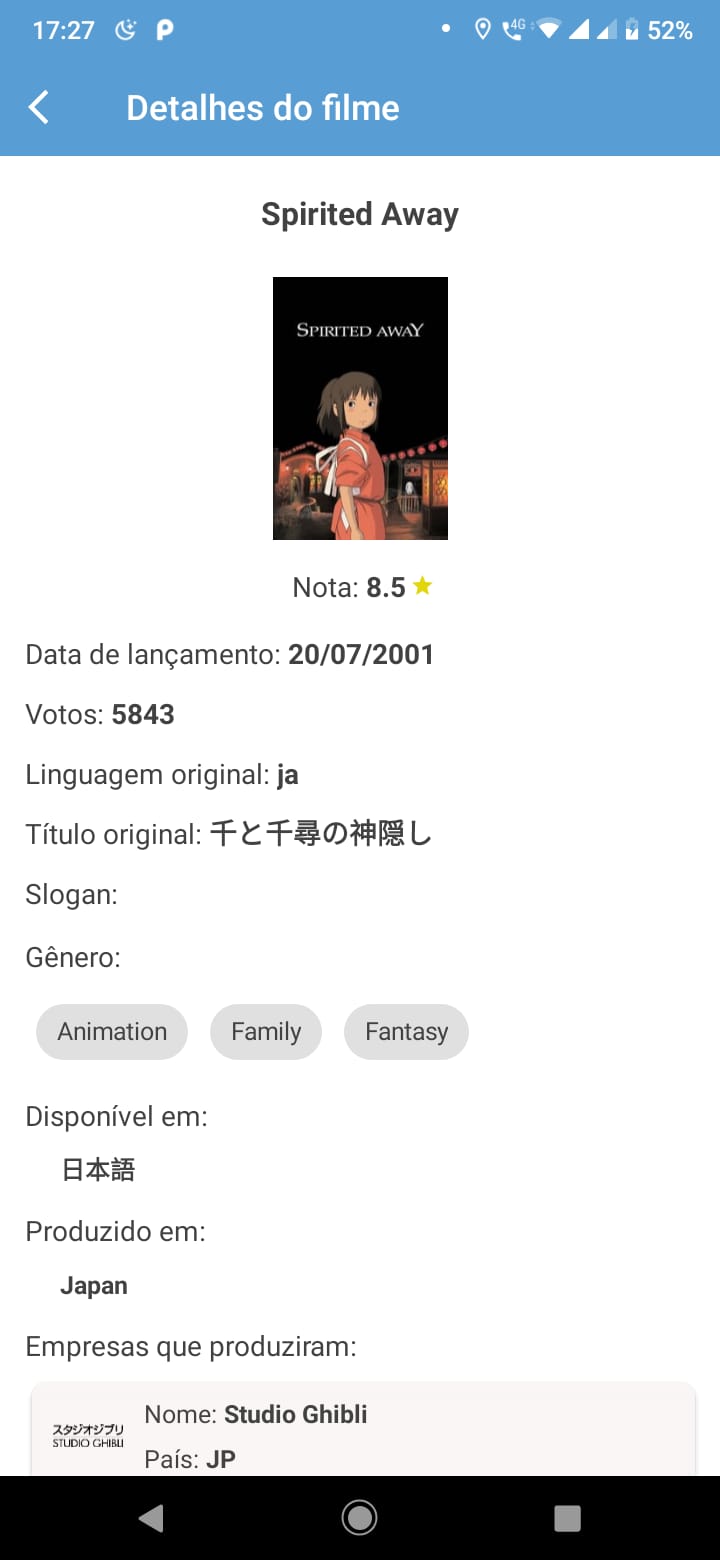 17:27 4G 52%
Detalhes do filme
Spirited Away
SPIRITED AWAY
Nota: 8.5
Data de lançamento: 20/07/2001
Votos: 5843
Linguagem original: ja
Título original: 千と千尋の神隠し
Slogan:
Gênero:
Animation Family Fantasy
Disponível em:
日本語
Produzido em:
Japan
Empresas que produziram:
Nome: Studio Ghibli
スタジオジブリ
STUDIO GHIBLI
País: JP